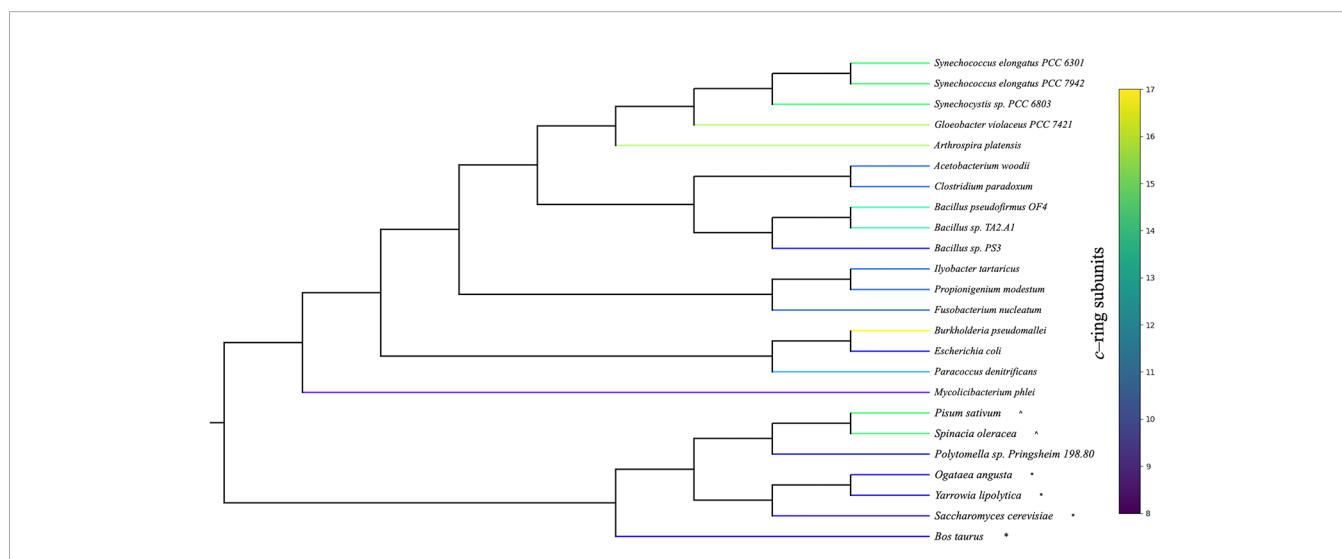 Synechococcus elongatus PCC 6301
Synechococcus elongatus PCC 7942
Synechocystis sp. PCC 6803
Gloeobacter violaceus PCC 7421
Arthrospira platensis
Acetobacterium woodii
Clostridium paradoxum
Bacillus pseudofirmus OF4
Bacillus sp. TA2.A1
Bacillus sp. PS3
Ilyobacter tartaricus
Propionigenium modestum
Fusobacterium nucleatum
Burkholderia pseudomallei
Escherichia coli
Paracoccus denitrificans
Mycolicibacterium phlei
Pisum sativum ^
Spinacia oleracea ^
Polytomella sp. Pringsheim 198.80
Ogataea angusta *
Yarrowia lipolytica *
Saccharomyces cerevisiae *
Bos taurus *
c–ring subunits
17
16
15
14
13
12
11
10
9
8